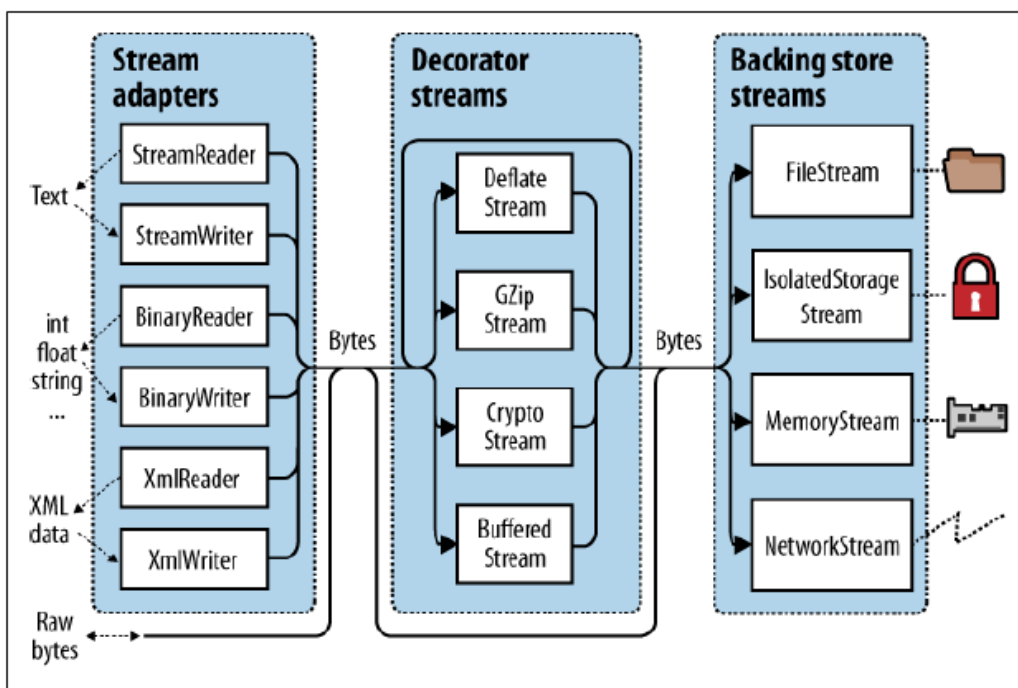 Stream
adapters
StreamReader
Text
StreamWriter
BinaryReader
int
float
string
...
BinaryWriter
XmlReader
XML
data
XmlWriter
Raw
bytes
Bytes
Decorator
streams
Deflate
Stream
GZip
Stream
Crypto
Stream
Buffered
Stream
Bytes
Backing store
streams
FileStream
IsolatedStorage
Stream
MemoryStream
NetworkStream